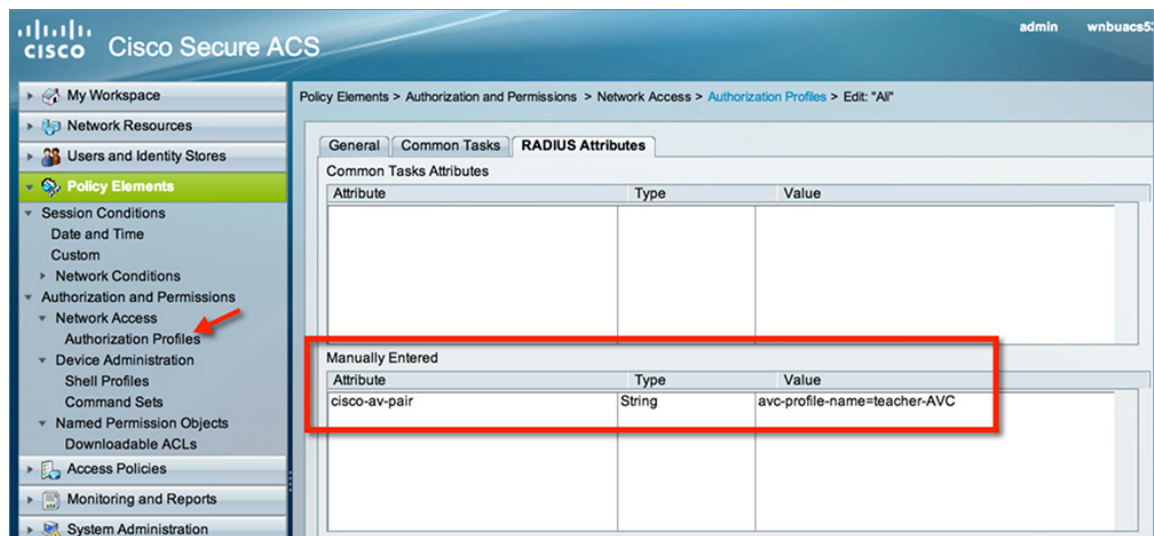 CISCO Cisco Secure ACS
admin wnbuacs5
My Workspace
Network Resources
Users and Identity Stores
Policy Elements
Session Conditions
Date and Time
Custom
Network Conditions
Authorization and Permissions
Network Access
Authorization Profiles
Device Administration
Shell Profiles
Command Sets
Named Permission Objects
Downloadable ACLs
Access Policies
Monitoring and Reports
System Administration
Policy Elements > Authorization and Permissions > Network Access > Authorization Profiles > Edit: "Ali"
General Common Tasks RADIUS Attributes
Common Tasks Attributes
Attribute Type Value
Manually Entered
Attribute Type Value
cisco-av-pair String avc-profile-name=teacher-AVC